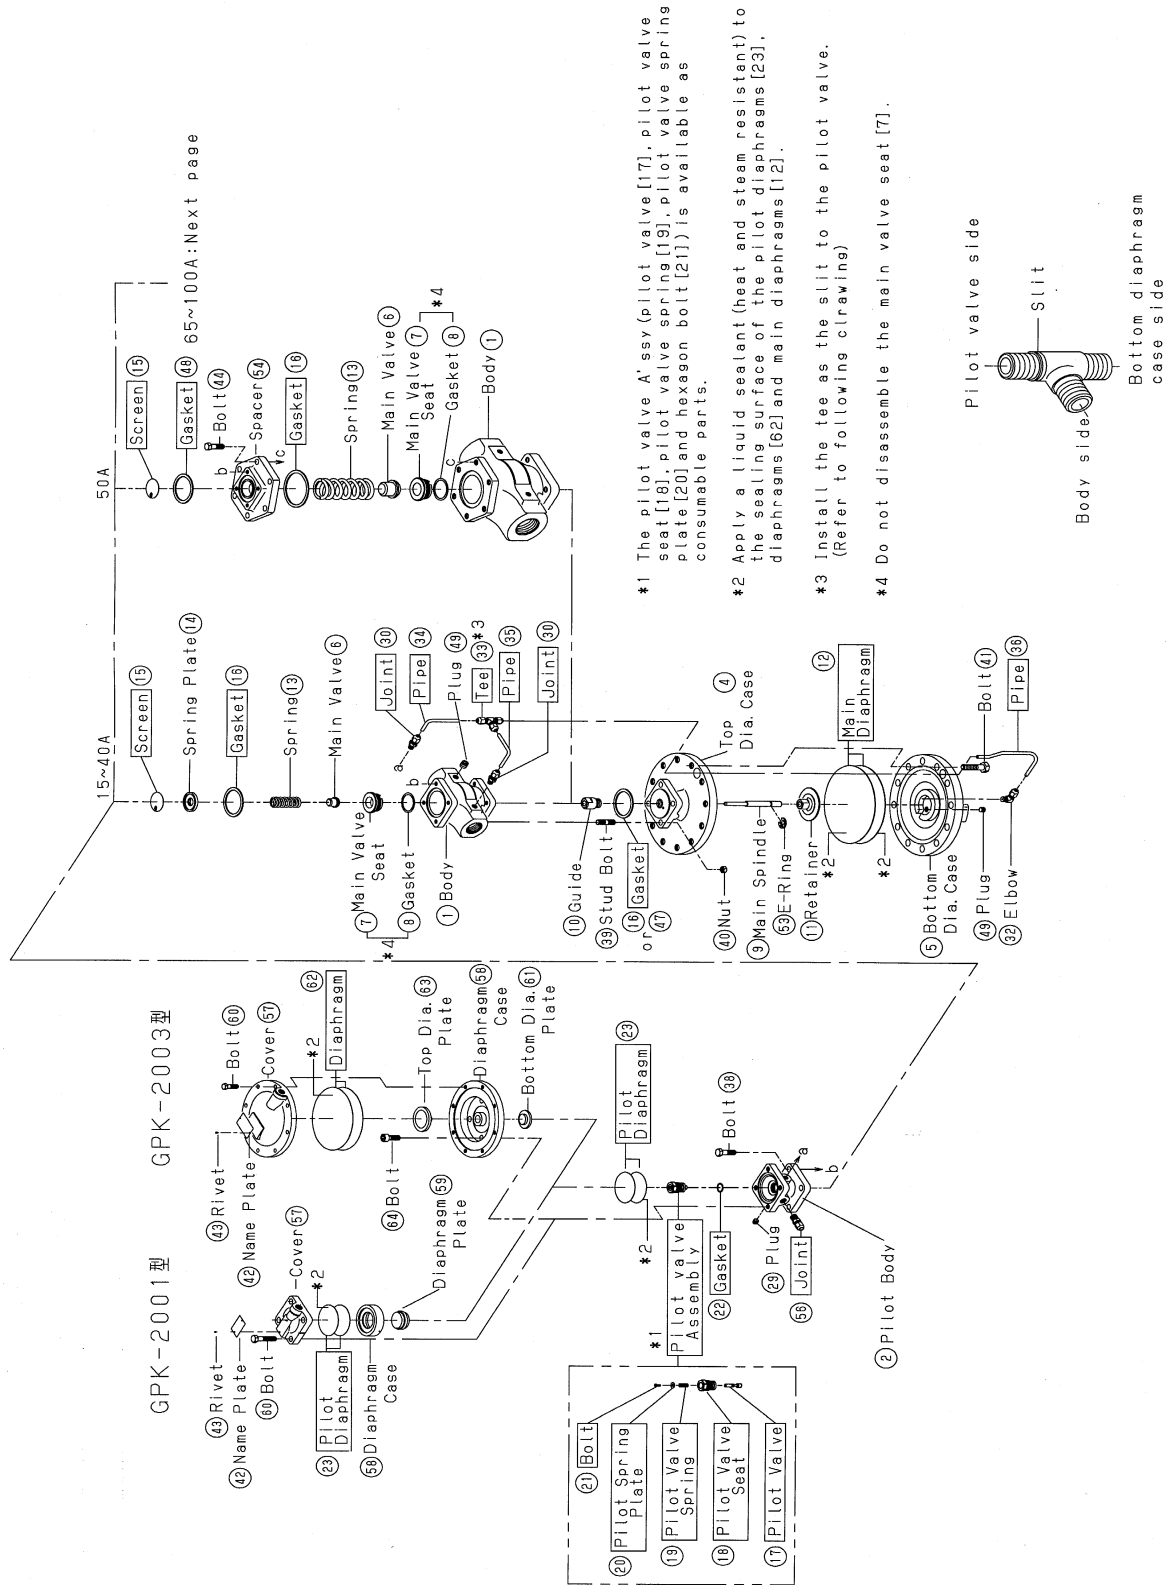 GPK-2001型
GPK-2003型
43 Rivet
42 Name Plate
60 Bolt
Cover 57
*2
23 Pilot
Diaphragm
58 Diaphragm
Case
Diaphragm 59
Plate
43 Rivet
42 Name Plate
Bolt 60
Cover 57
*2
62
Diaphragm
Top Dia. 63
Plate
64 Bolt
Diaphragm 58
Case
Bottom Dia. 61
Plate
23
Pilot
Diaphragm
*2
*1
Pilot valve
Assembly
22 Gasket
Bolt 38
a
b
29 Plug
56 Joint
2 Pilot Body
21 Bolt
20 Pilot Spring
Plate
19 Pilot Valve
Spring
18 Pilot Valve
Seat
17 Pilot Valve
15~40A
Screen 15
Spring Plate 14
Gasket 16
Spring 13
Main Valve 6
7 Main Valve
Seat
8 Gasket
*4
1 Body
a
b
Joint 30
Pipe 34
Plug 49
Tee 33 *3
Pipe 35
Joint 30
10 Guide
39 Stud Bolt
16 Gasket
or 47
40 Nut
4
Top
Dia. Case
9 Main Spindle
53 E-Ring
11 Retainer
12
Main
Diaphragm
*2
*2
5 Bottom
Dia. Case
49 Plug
32 Elbow
Bolt 41
Pipe 36
50A
65~100A:Next page
Screen 15
Gasket 48
Bolt 44
b
Spacer 54
c
Gasket 16
Spring 13
Main Valve 6
Main Valve 7
Seat
*4
Gasket 8
c
Body 1
*1 The pilot valve A'ssy(pilot valve[17], pilot valve
seat[18], pilot valve spring[19], pilot valve spring
plate[20] and hexagon bolt[21]) is available as
consumable parts.
*2 Apply a liquid sealant(heat and steam resistant) to
the sealing surface of the pilot diaphragms[23],
diaphragms[62] and main diaphragms[12].
*3 Install the tee as the slit to the pilot valve.
(Refer to following clrawing)
*4 Do not disassemble the main valve seat[7].
Pilot valve side
Slit
Body side
Bottom diaphragm
case side